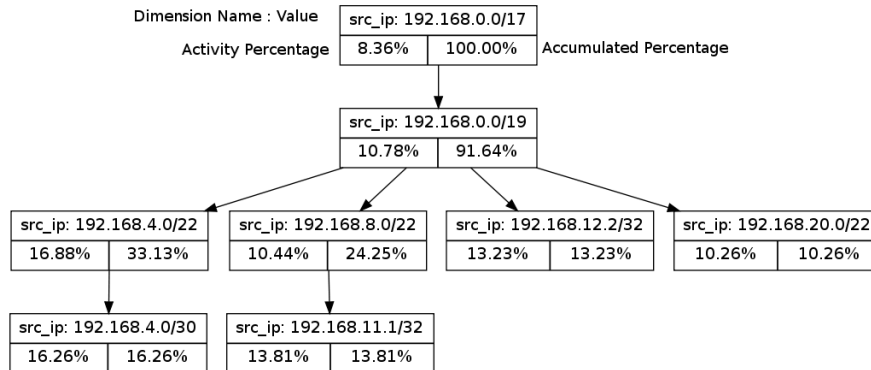 Dimension Name : Value
src_ip: 192.168.0.0/17
Activity Percentage
8.36%
100.00%
Accumulated Percentage
src_ip: 192.168.0.0/19
10.78%
91.64%
src_ip: 192.168.4.0/22
16.88%
33.13%
src_ip: 192.168.8.0/22
10.44%
24.25%
src_ip: 192.168.12.2/32
13.23%
13.23%
src_ip: 192.168.20.0/22
10.26%
10.26%
src_ip: 192.168.4.0/30
16.26%
16.26%
src_ip: 192.168.11.1/32
13.81%
13.81%